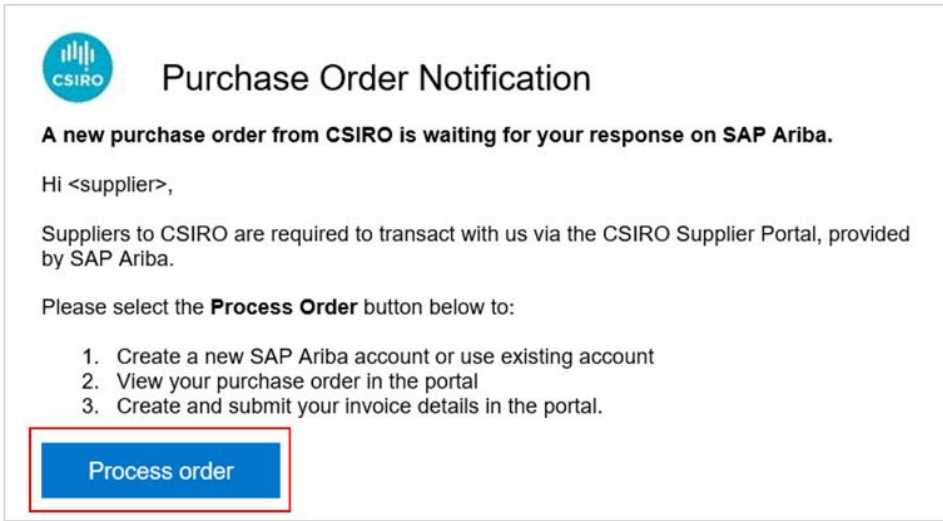 CSIRO
Purchase Order Notification
A new purchase order from CSIRO is waiting for your response on SAP Ariba.
Hi <supplier>,
Suppliers to CSIRO are required to transact with us via the CSIRO Supplier Portal, provided
by SAP Ariba.
Please select the Process Order button below to:
1. Create a new SAP Ariba account or use existing account
2. View your purchase order in the portal
3. Create and submit your invoice details in the portal.
Process order